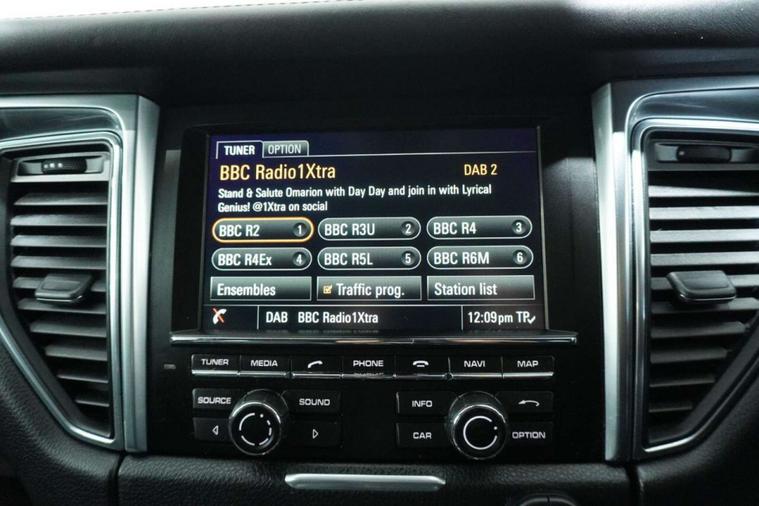 TUNER OPTION
BBC Radio1Xtra DAB 2
Stand & Salute Omarion with Day Day and join in with Lyrical
Genius! @1Xtra on social
BBC R2 1 BBC R3U 2 BBC R4 3
BBC R4Ex 4 BBC R5L 5 BBC R6M 6
Ensembles Traffic prog. Station list
DAB BBC Radio1Xtra 12:09pm TP
TUNER MEDIA PHONE NAVI MAP
SOURCE SOUND INFO
CAR OPTION